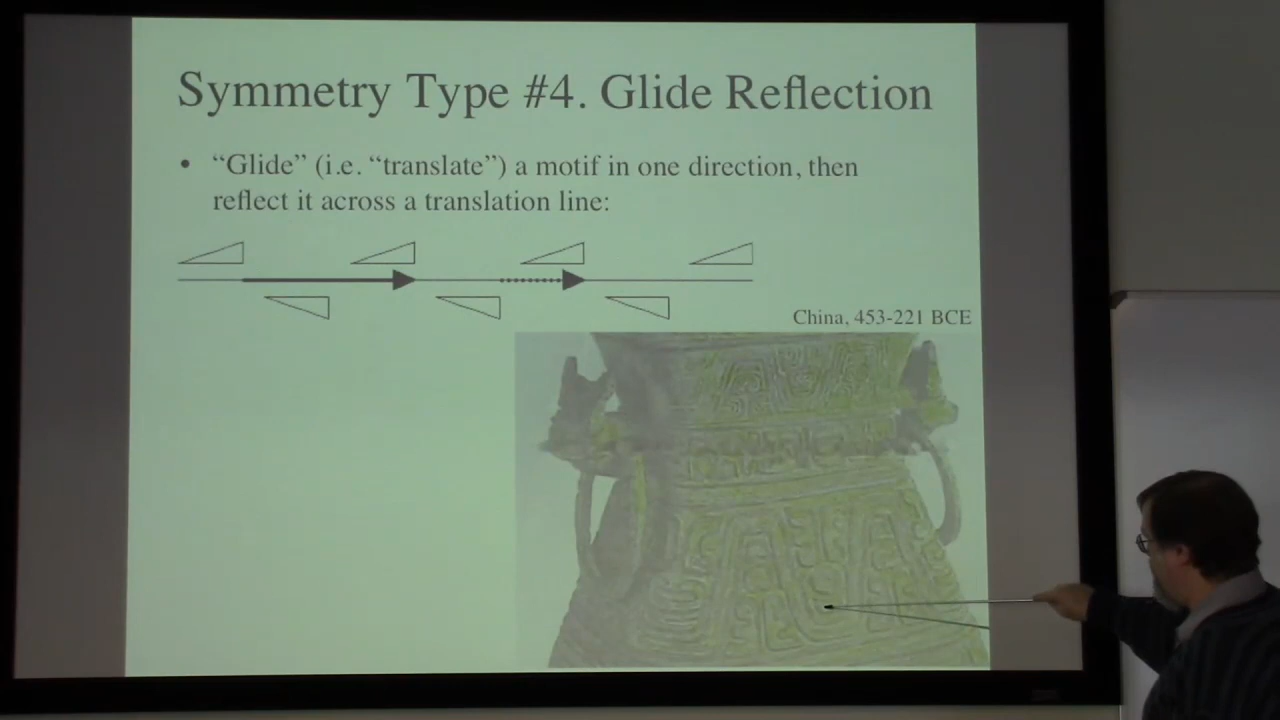 Symmetry Type #4. Glide Reflection
• “Glide” (i.e. “translate”) a motif in one direction, then
reflect it across a translation line:
China, 453-221 BCE